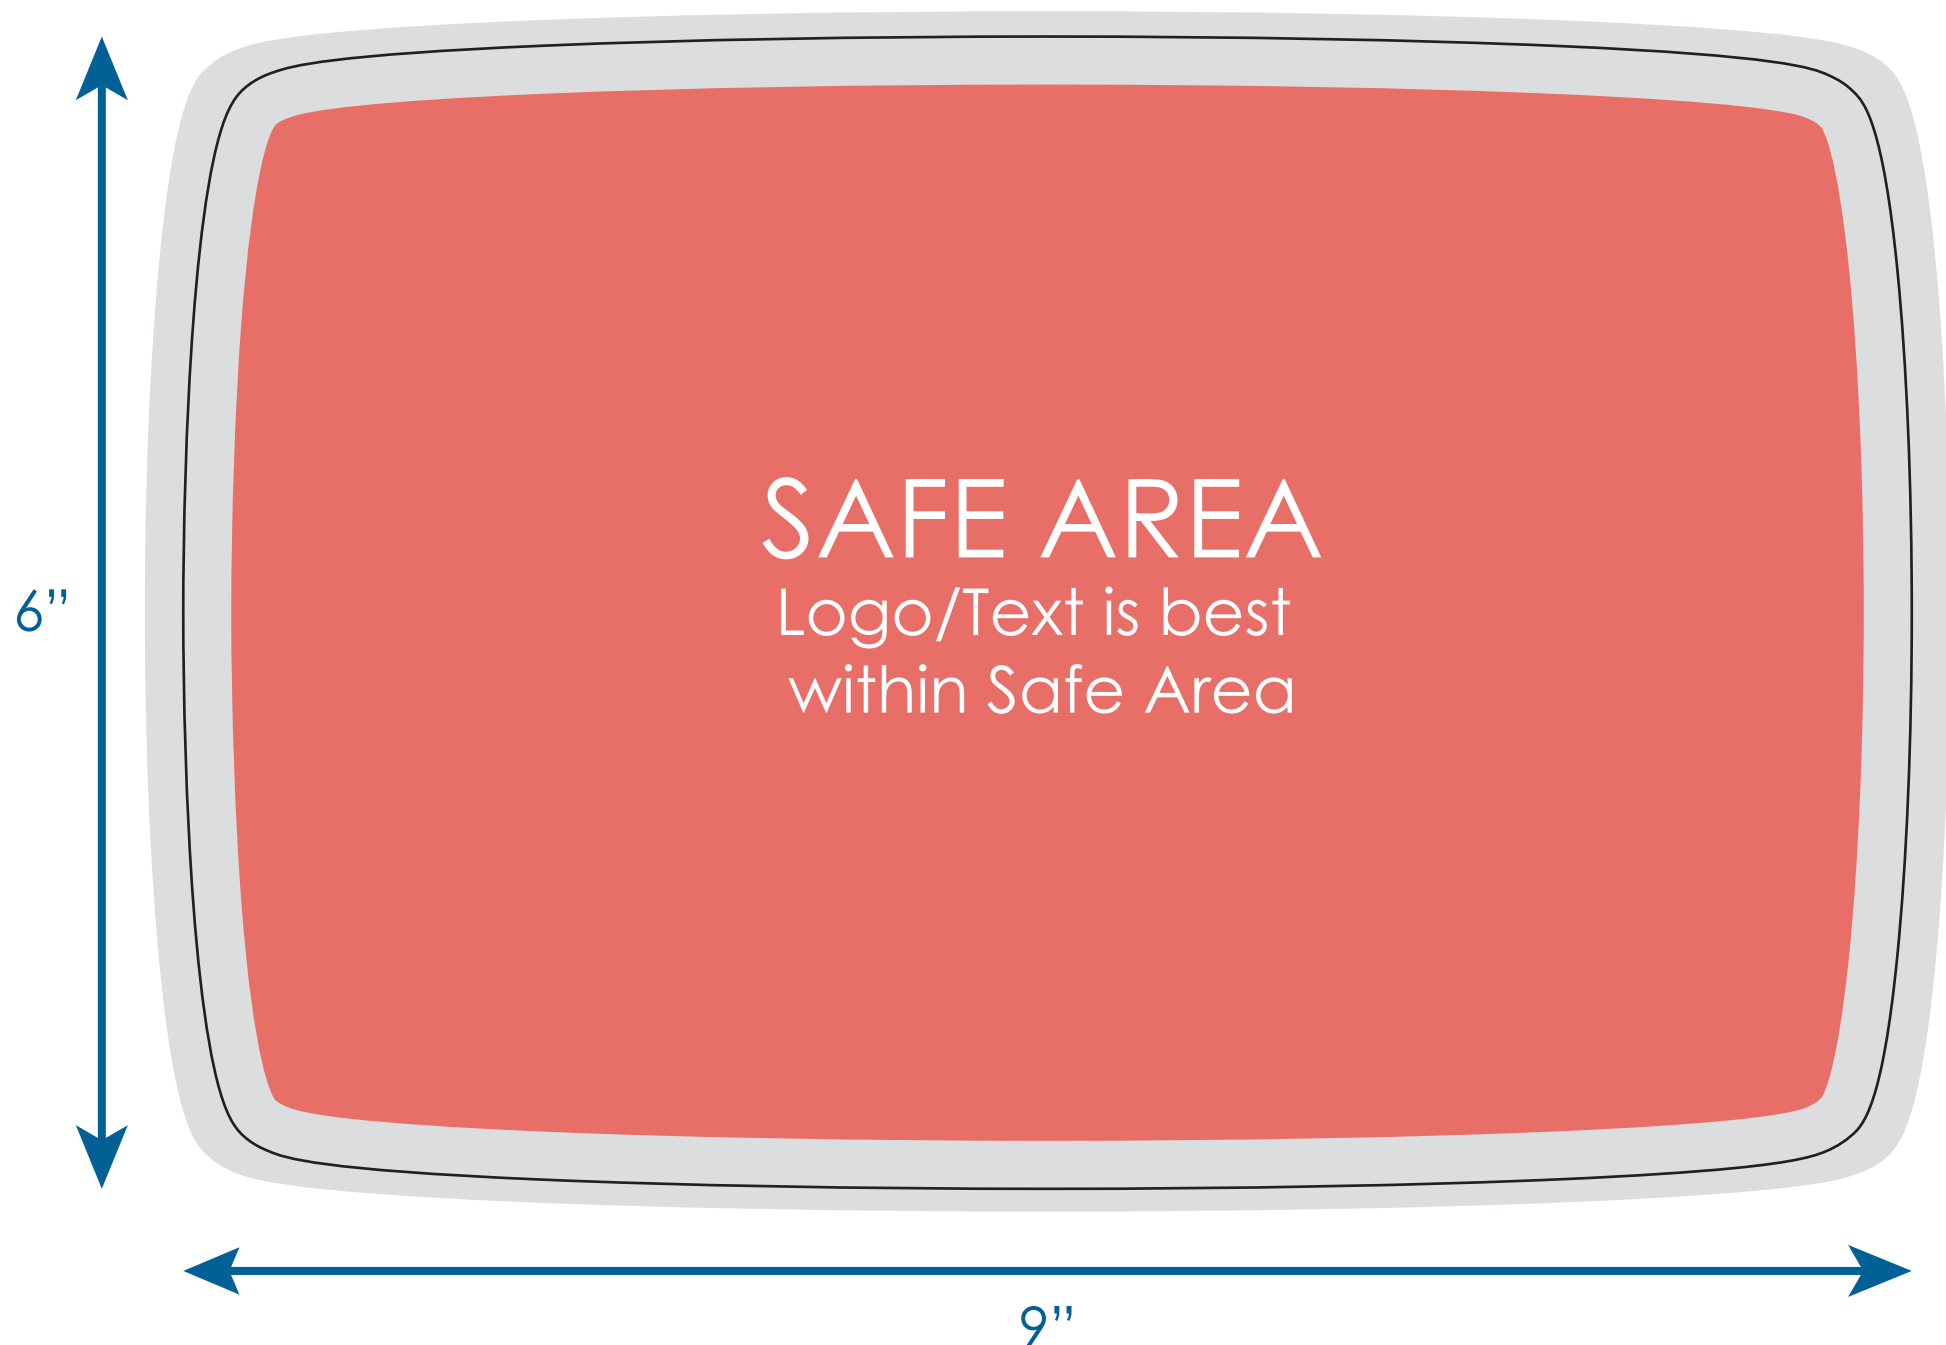 SAFE AREA
Logo/Text is best
within Safe Area
6”
9”